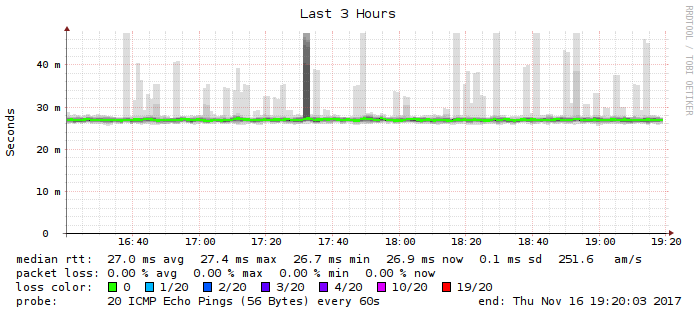 Last 3 Hours
RRDTOOL / TOBI OETIKER
Seconds
40 m
30 m
20 m
10 m
0
16:40 17:00 17:20 17:40 18:00 18:20 18:40 19:00 19:20
median rtt: 27.0 ms avg 27.4 ms max 26.7 ms min 26.9 ms now 0.1 ms sd 251.6 am/s
packet loss: 0.00 % avg 0.00 % max 0.00 % min 0.00 % now
loss color: 0 1/20 2/20 3/20 4/20 10/20 19/20
probe: 20 ICMP Echo Pings (56 Bytes) every 60s end: Thu Nov 16 19:20:03 2017